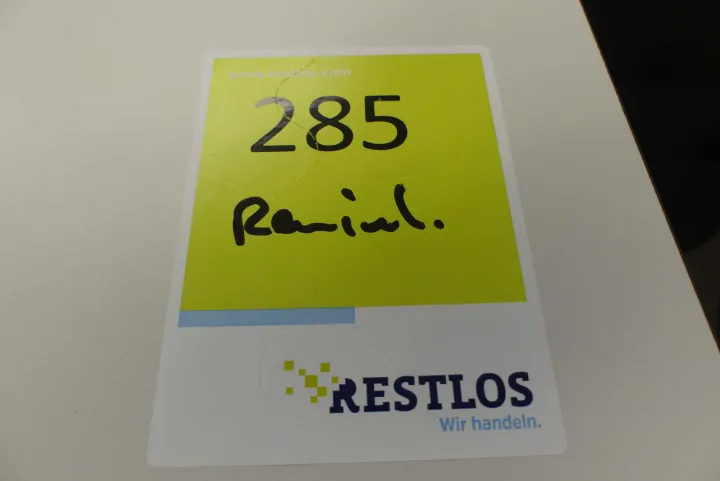 285
RESTLOS
Wir handeln.